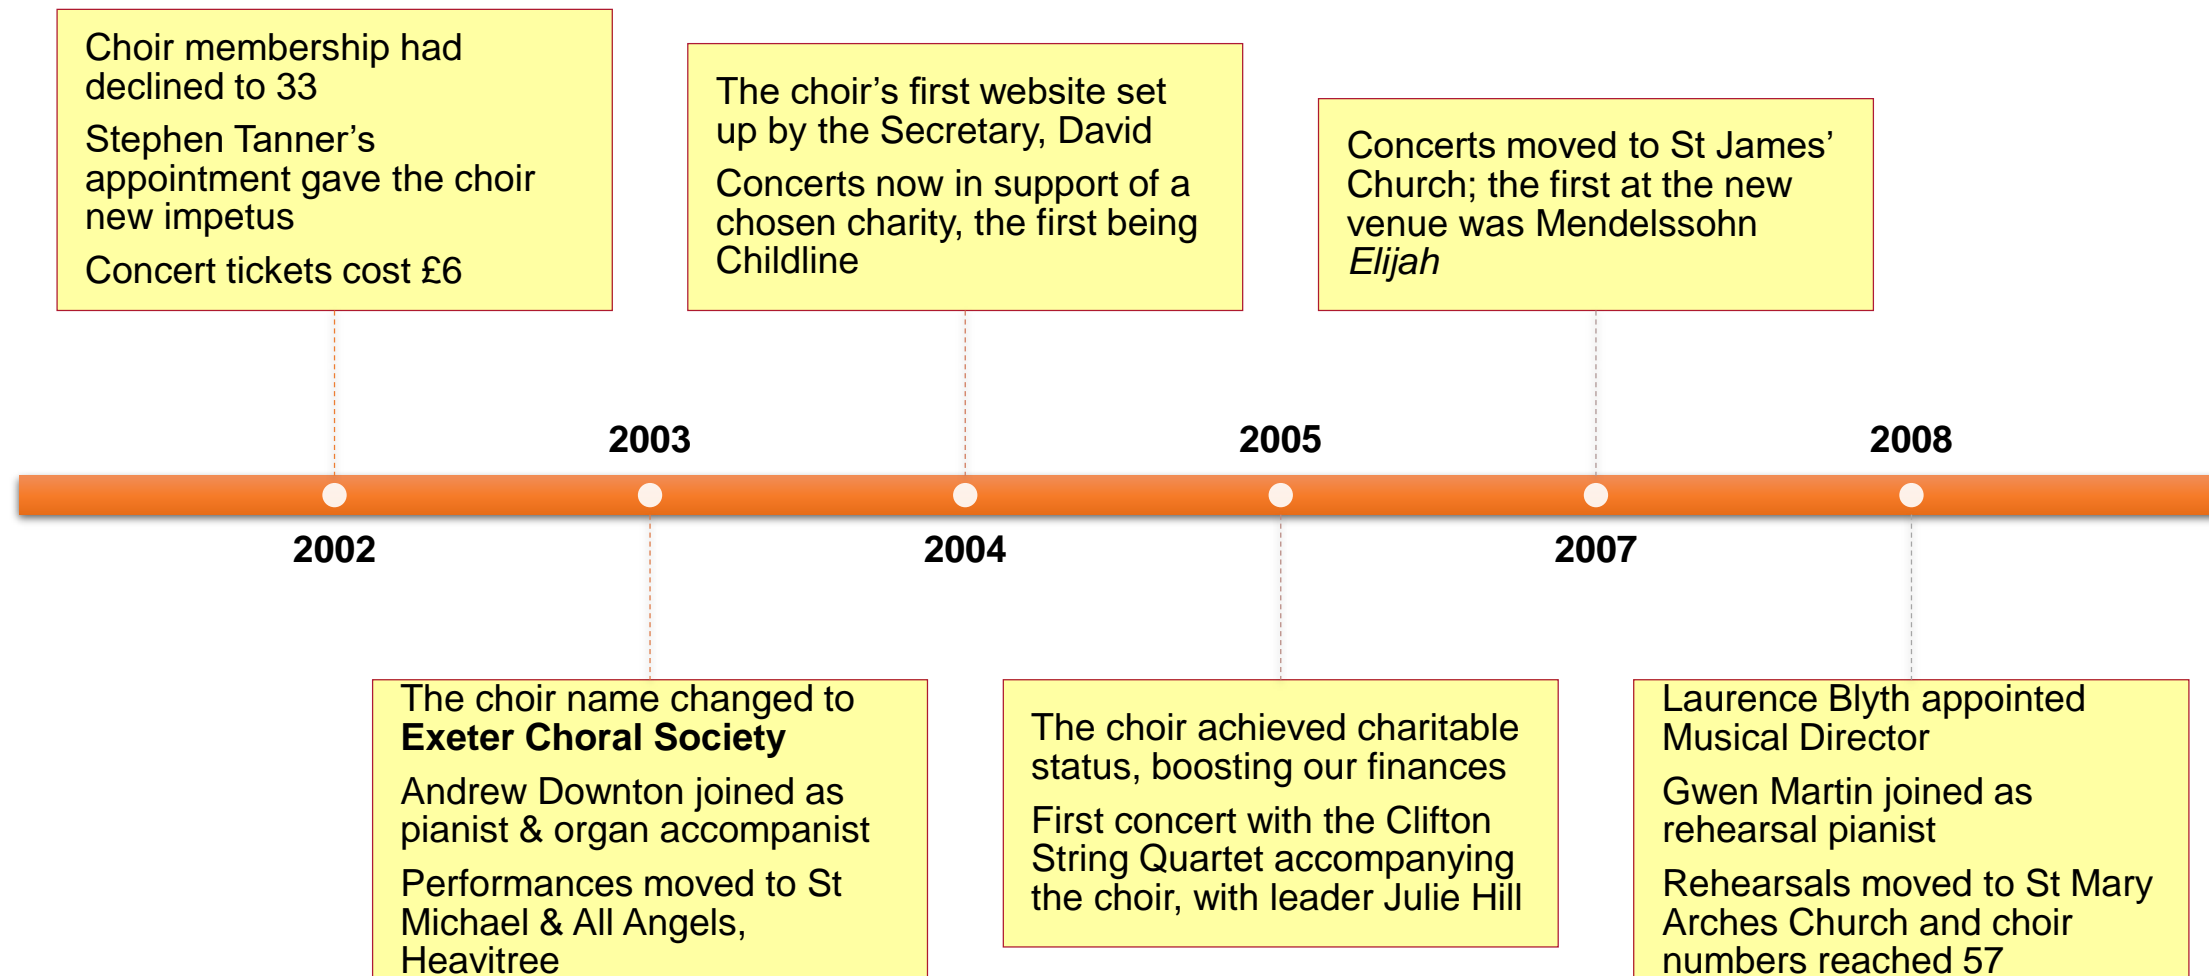 Choir membership had
declined to 33
Stephen Tanner’s
appointment gave the choir
new impetus
Concert tickets cost £6
The choir’s first website set
up by the Secretary, David
Concerts now in support of a
chosen charity, the first being
Childline
Concerts moved to St James’
Church; the first at the new
venue was Mendelssohn
Elijah
2003
2005
2008
2002
2004
2007
The choir name changed to
Exeter Choral Society
Andrew Downton joined as
pianist & organ accompanist
Performances moved to St
Michael & All Angels,
Heavitree
The choir achieved charitable
status, boosting our finances
First concert with the Clifton
String Quartet accompanying
the choir, with leader Julie Hill
Laurence Blyth appointed
Musical Director
Gwen Martin joined as
rehearsal pianist
Rehearsals moved to St Mary
Arches Church and choir
numbers reached 57